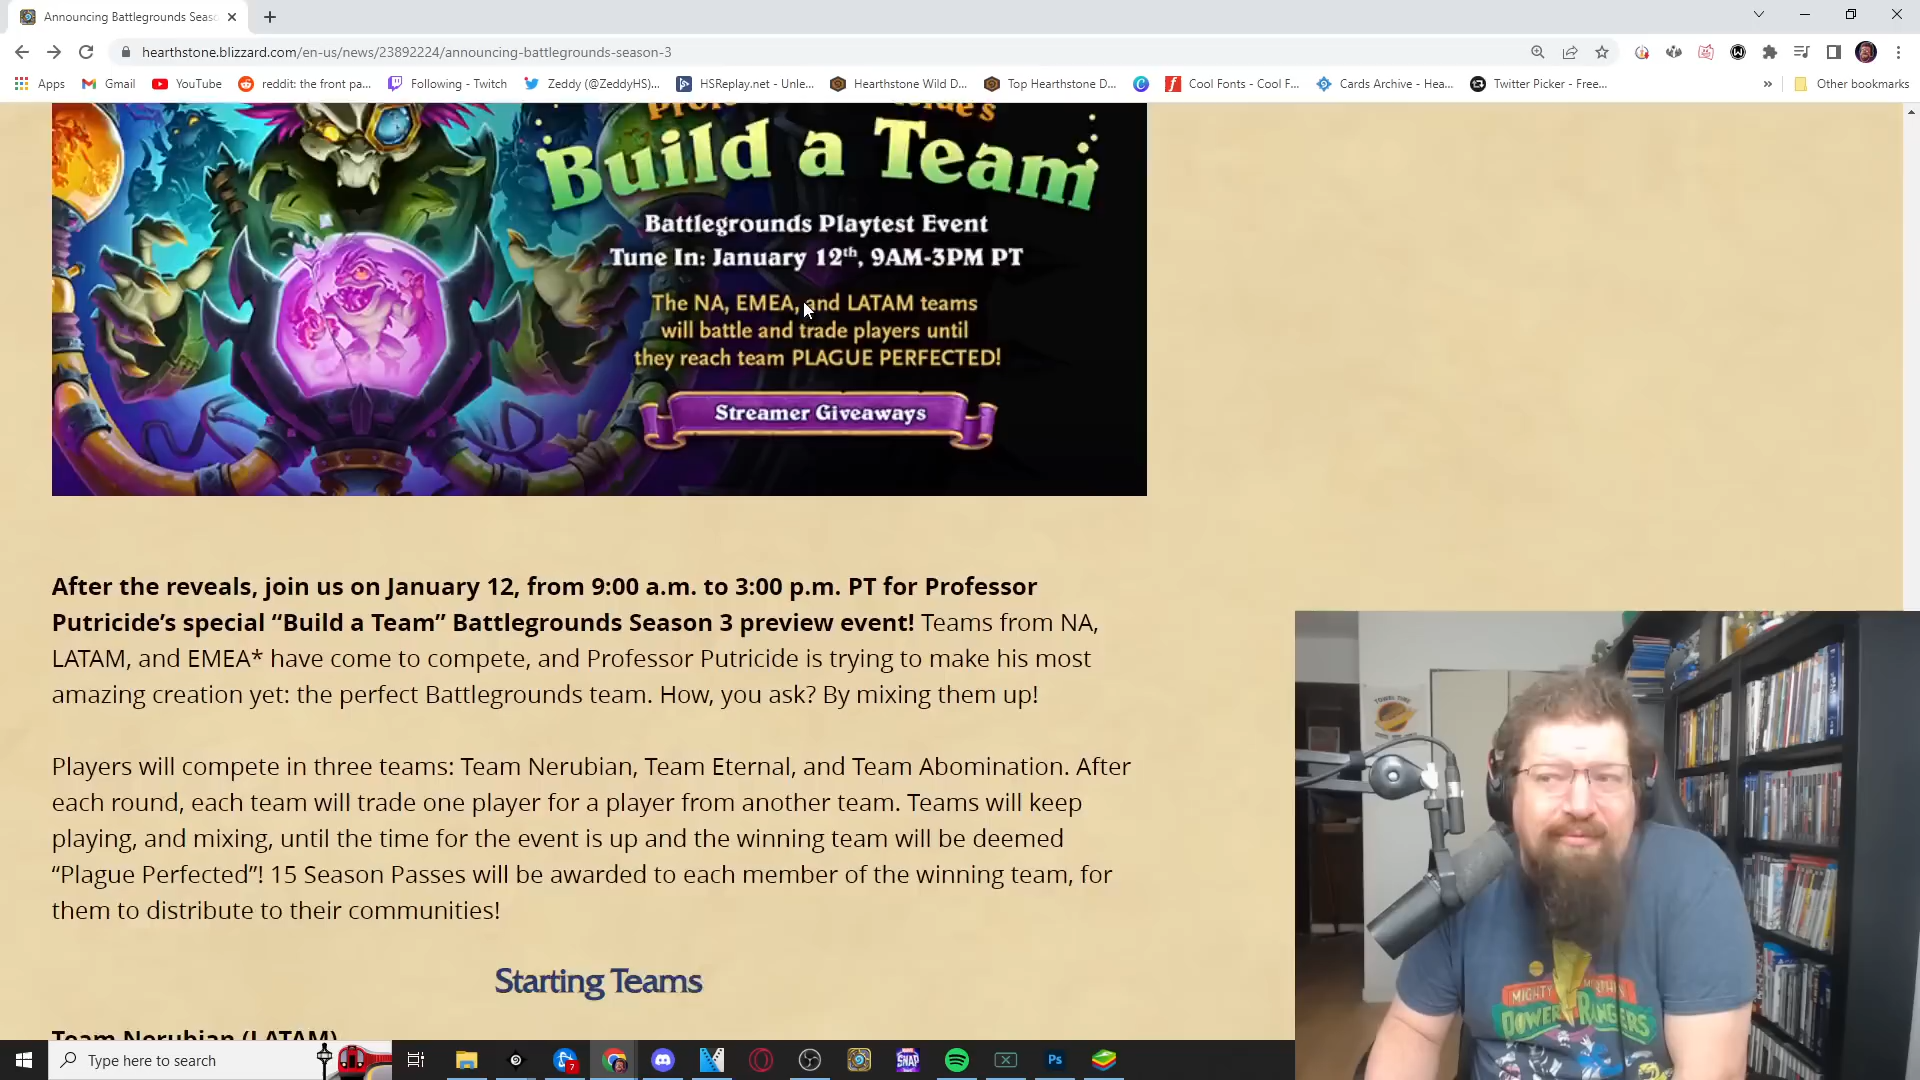 Announcing Battlegrounds Seas
hearthstone.blizzard.com/en-us/news/23892224/announcing-battlegrounds-season-3
Apps
Gmail
YouTube
reddit: the front pa...
Following - Twitch
Zeddy (@ZeddyHS)...
HSReplay.net - Unle...
Hearthstone Wild D...
Top Hearthstone D...
Cool Fonts - Cool F...
Cards Archive - Hea...
Twitter Picker - Free...
»
Other bookmarks
Build a Team
Battlegrounds Playtest Event
Tune In: January 12th, 9AM-3PM PT
The NA, EMEA, and LATAM teams
will battle and trade players until
they reach team PLAGUE PERFECTED!
Streamer Giveaways
After the reveals, join us on January 12, from 9:00 a.m. to 3:00 p.m. PT for Professor
Putricide’s special “Build a Team” Battlegrounds Season 3 preview event! Teams from NA,
LATAM, and EMEA* have come to compete, and Professor Putricide is trying to make his most
amazing creation yet: the perfect Battlegrounds team. How, you ask? By mixing them up!
Players will compete in three teams: Team Nerubian, Team Eternal, and Team Abomination. After
each round, each team will trade one player for a player from another team. Teams will keep
playing, and mixing, until the time for the event is up and the winning team will be deemed
“Plague Perfected”! 15 Season Passes will be awarded to each member of the winning team, for
them to distribute to their communities!
Starting Teams
Team Nerubian (LATAM)
MIGHTY MORPHIN
POWER RANGERS
Type here to search
7
SNAP
Ps